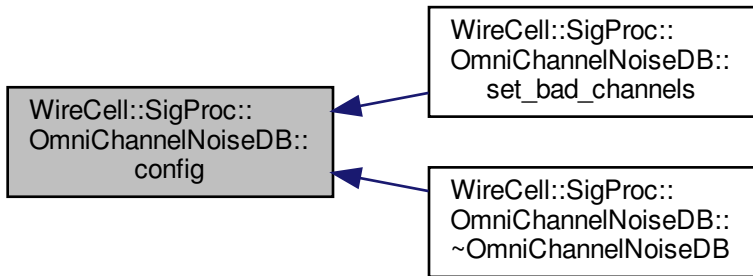 WireCell::SigProc::
OmniChannelNoiseDB::
config
WireCell::SigProc::
OmniChannelNoiseDB::
set_bad_channels
WireCell::SigProc::
OmniChannelNoiseDB::
~OmniChannelNoiseDB